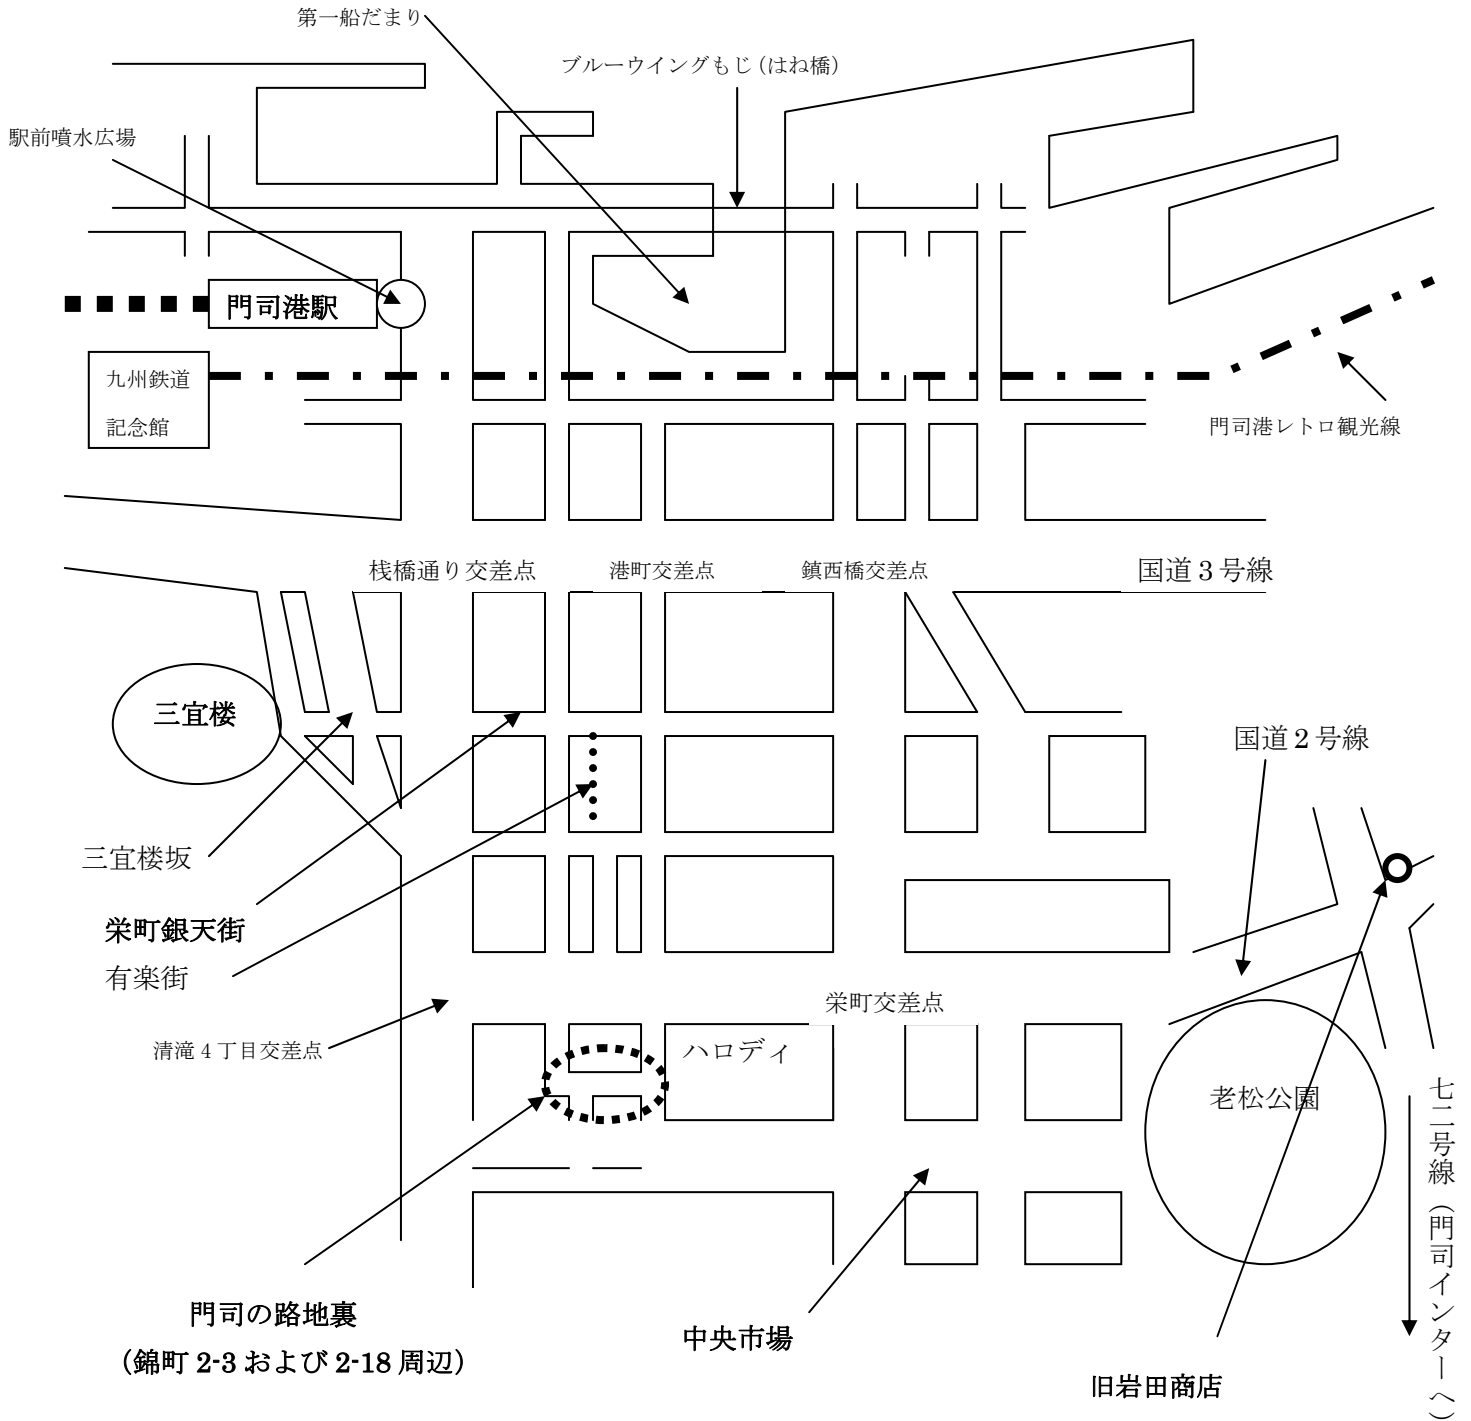 第一船だまり
ブルーウイングもじ(はね橋)
駅前噴水広場
門司港駅
九州鉄道
記念館
門司港レトロ観光線
桟橋通り交差点
港町交差点
鎮西橋交差点
国道3号線
三宜楼
国道2号線
三宜楼坂
栄町銀天街
有楽街
栄町交差点
清滝4丁目交差点
ハロディ
老松公園
七二号線(門司インターへ)
門司の路地裏
(錦町2-3および2-18周辺)
中央市場
旧岩田商店